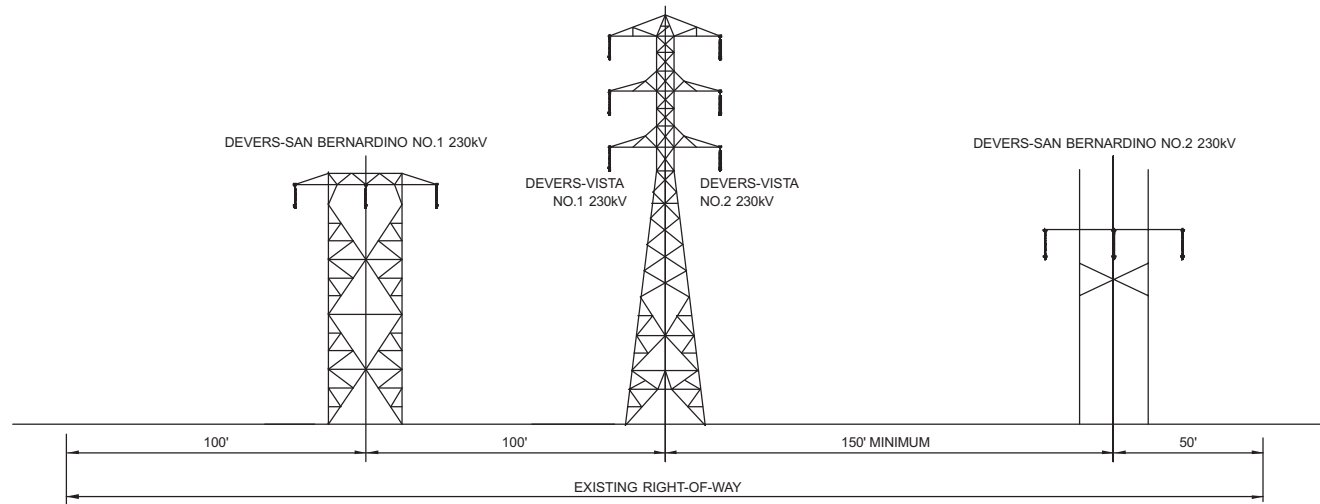 DEVERS-SAN BERNARDINO NO.1 230kV
DEVERS-VISTA
NO.1 230kV
DEVERS-VISTA
NO.2 230kV
DEVERS-SAN BERNARDINO NO.2 230kV
100'
100'
150' MINIMUM
50'
EXISTING RIGHT-OF-WAY